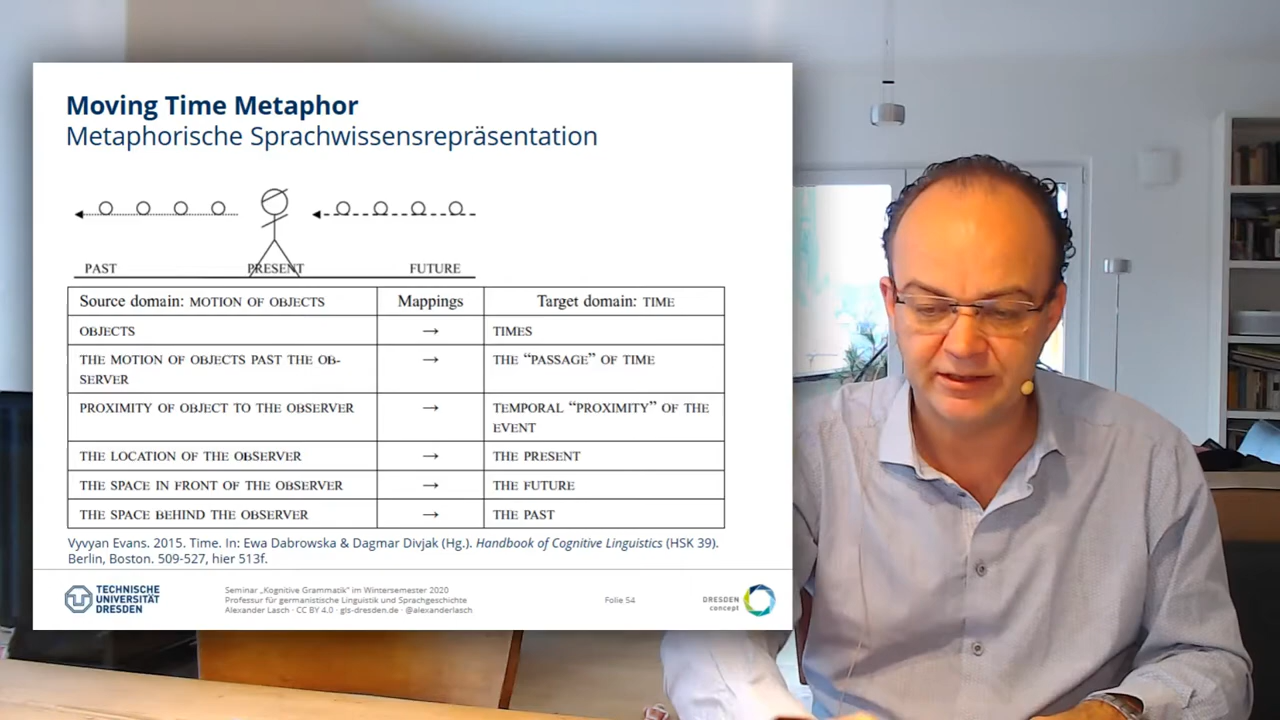 Moving Time Metaphor
Metaphorische Sprachwissensrepräsentation
PAST PRESENT FUTURE
Source domain: MOTION OF OBJECTS Mappings Target domain: TIME
OBJECTS → TIMES
THE MOTION OF OBJECTS PAST THE OB- → THE “PASSAGE” OF TIME
SERVER
PROXIMITY OF OBJECT TO THE OBSERVER → TEMPORAL “PROXIMITY” OF THE
EVENT
THE LOCATION OF THE OBSERVER → THE PRESENT
THE SPACE IN FRONT OF THE OBSERVER → THE FUTURE
THE SPACE BEHIND THE OBSERVER → THE PAST
Vyvyan Evans. 2015. Time. In: Ewa Dabrowska & Dagmar Divjak (Hg.). Handbook of Cognitive Linguistics (HSK 39).
Berlin, Boston. 509-527, hier 513f.
TECHNISCHE
UNIVERSITÄT
DRESDEN
Seminar „Kognitive Grammatik“ im Wintersemester 2020
Professur für germanistische Linguistik und Sprachgeschichte
Alexander Lasch · CC BY 4.0 · gls-dresden.de · @alexanderlasch
Folie 54
DRESDEN
concept